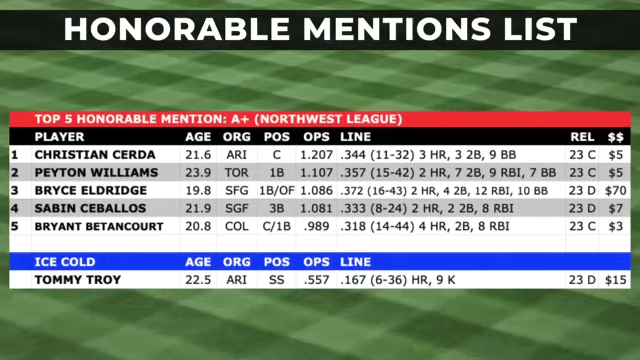 HONORABLE MENTIONS LIST
TOP 5 HONORABLE MENTION: A+ (NORTHWEST LEAGUE)
PLAYER AGE ORG POS OPS LINE REL $$
1 CHRISTIAN CERDA 21.6 ARI C 1.207 .344 (11-32) 3 HR, 3 2B, 9 BB 23 C $5
2 PEYTON WILLIAMS 23.9 TOR 1B 1.107 .357 (15-42) 2 HR, 7 2B, 9 RBI, 7 BB 23 C $5
3 BRYCE ELDRIDGE 19.8 SFG 1B/OF 1.086 .372 (16-43) 2 HR, 4 2B, 12 RBI, 10 BB 23 D $70
4 SABIN CEBALLOS 21.9 SGF 3B 1.081 .333 (8-24) 2 HR, 2 2B, 8 RBI 23 D $7
5 BRYANT BETANCOURT 20.8 COL C/1B .989 .318 (14-44) 4 HR, 2B, 8 RBI 23 C $3
ICE COLD AGE ORG POS OPS LINE
TOMMY TROY 22.5 ARI SS .557 .167 (6-36) HR, 9 K 23 D $15